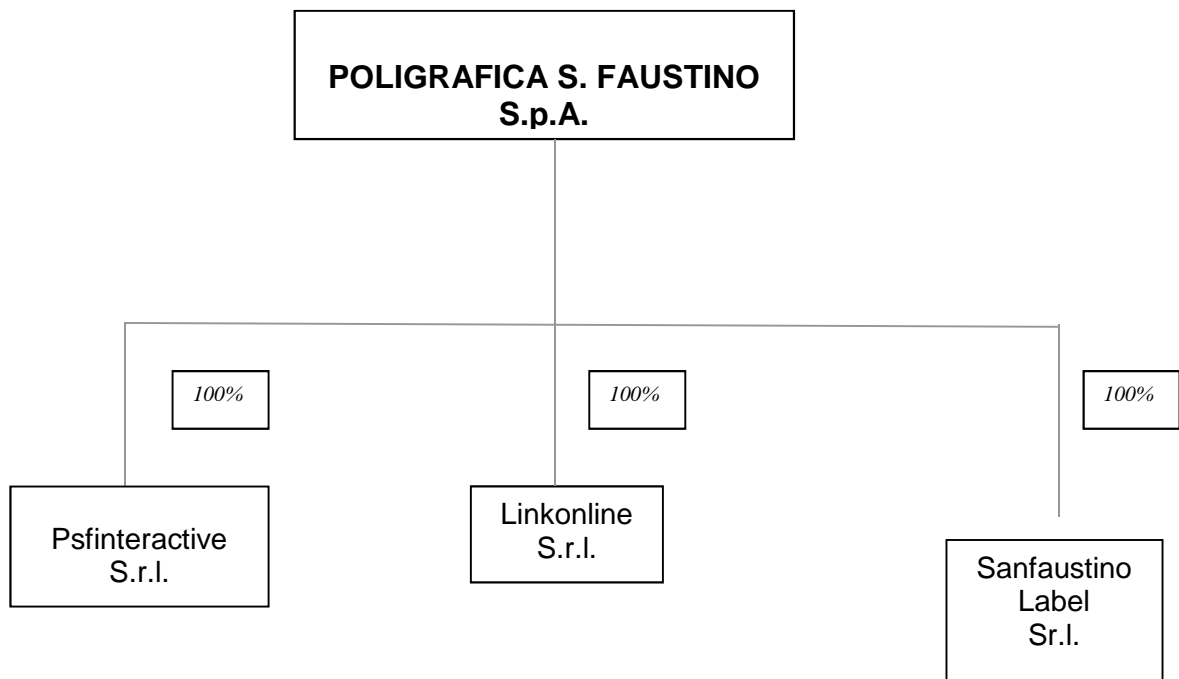 POLIGRAFICA S. FAUSTINO
S.p.A.
100%
100%
100%
Psfinteractive
S.r.l.
Linkonline
S.r.l.
Sanfaustino
Label
Sr.l.